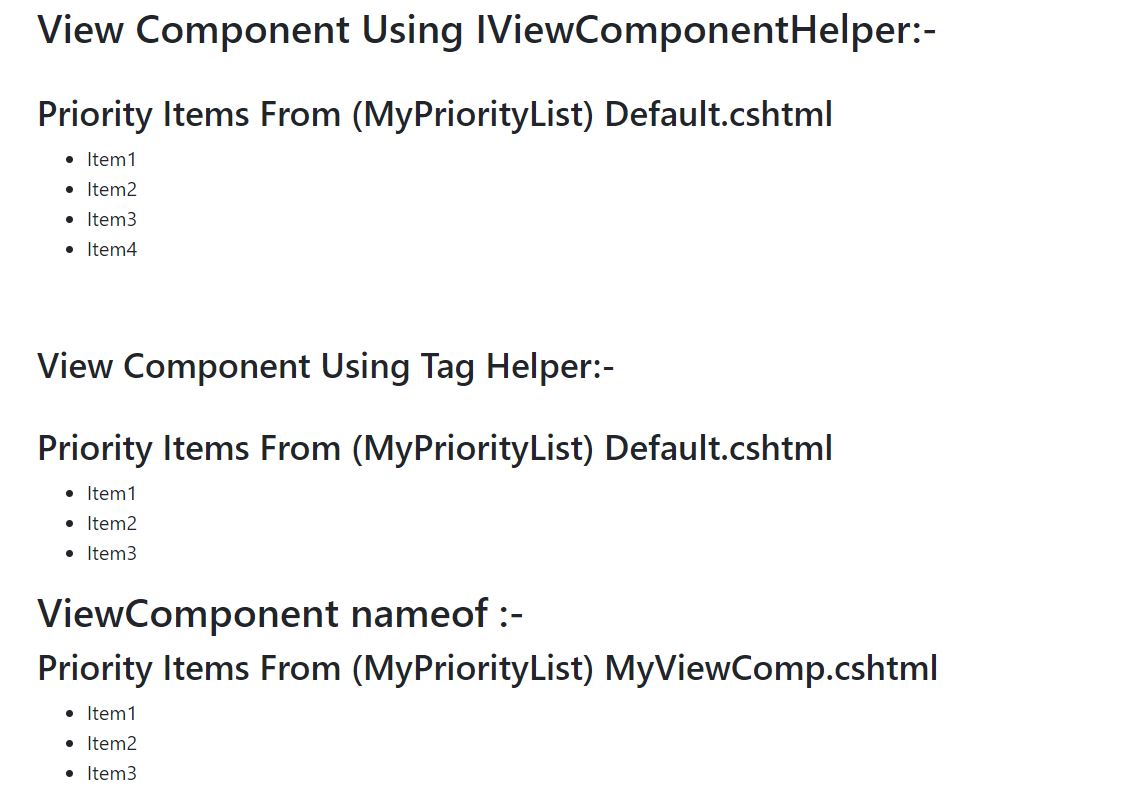 View Component Using IViewComponentHelper:-
Priority Items From (MyPriorityList) Default.cshtml
Item1
Item2
Item3
Item4
View Component Using Tag Helper:-
Priority Items From (MyPriorityList) Default.cshtml
Item1
Item2
Item3
ViewComponent nameof :-
Priority Items From (MyPriorityList) MyViewComp.cshtml
Item1
Item2
Item3